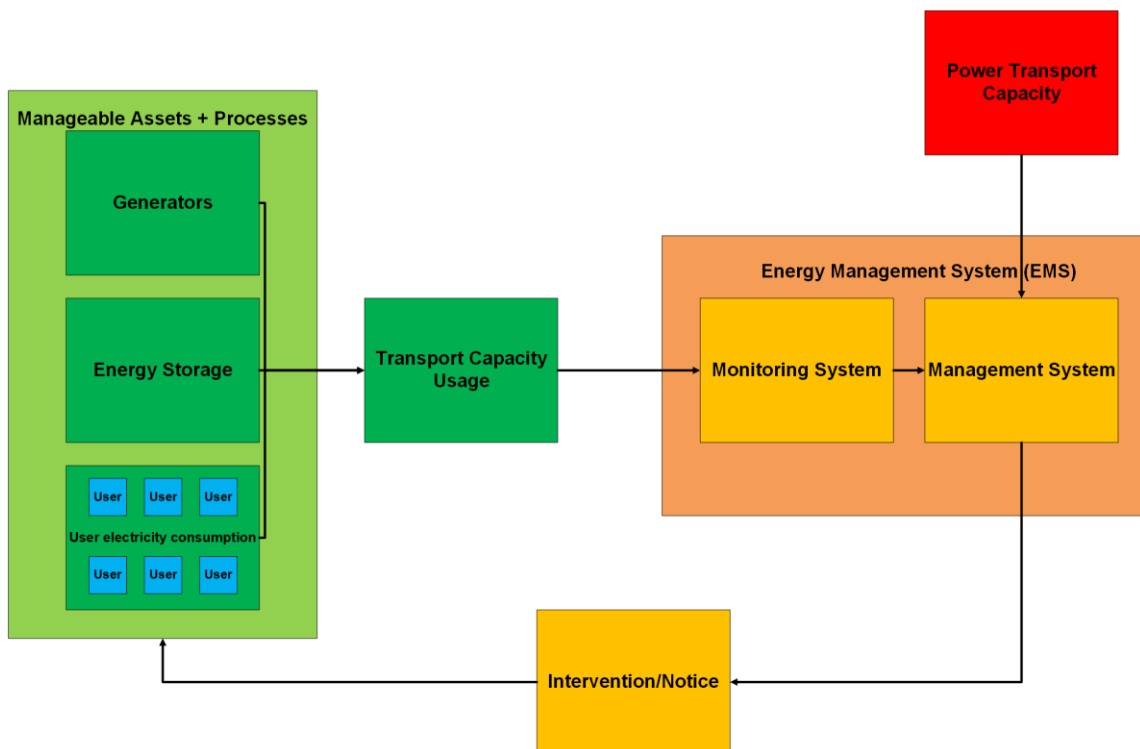 Power Transport
Capacity
Manageable Assets + Processes
Generators
Energy Management System (EMS)
Energy Storage
Transport Capacity
Usage
Monitoring System
Management System
User User User
User electricity consumption
User User User
Intervention/Notice